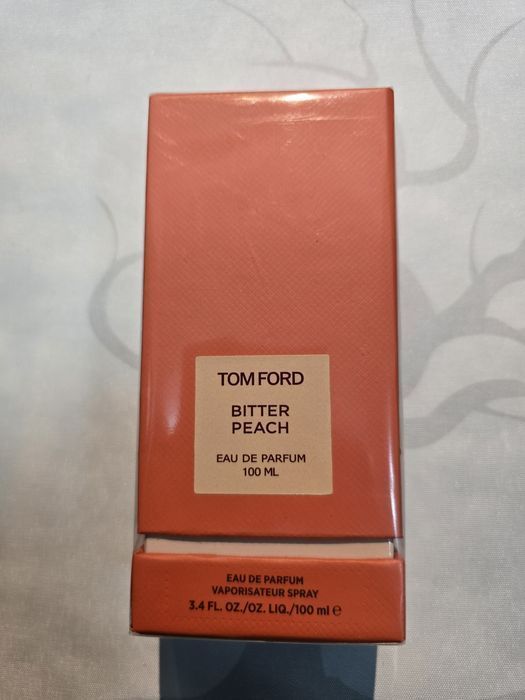 TOM FORD
BITTER
PEACH
EAU DE PARFUM
100 ML
EAU DE PARFUM
VAPORISATEUR SPRAY
3.4 FL. OZ./OZ. LIQ./100 ml ℮